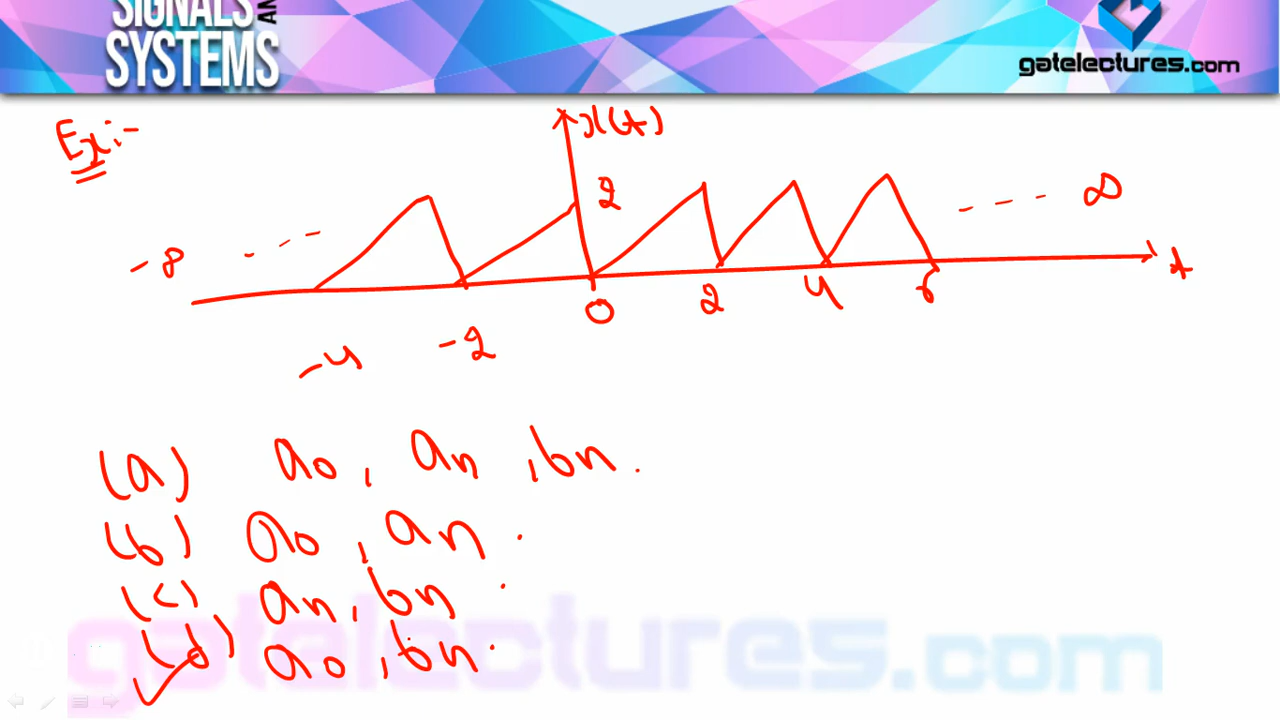 SIGNALS AN
SYSTEMS
gatelectures.com
Ex:-
x(t)
2
-∞ --- --- ∞
-4 -2 0 2 4 6 t
(a) a0, an, bn.
(b) a0, an.
(c) an, bn.
(d) a0, bn.
gatelectures.com